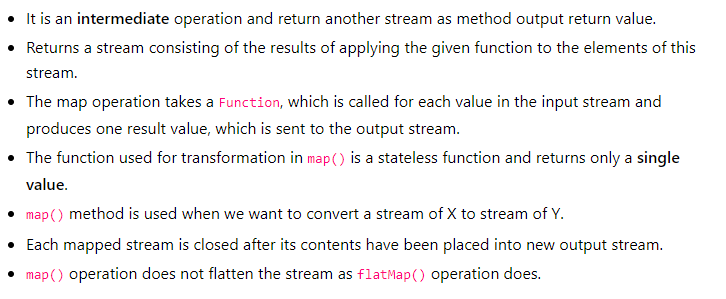 • It is an intermediate operation and return another stream as method output return value.
• Returns a stream consisting of the results of applying the given function to the elements of this
stream.
• The map operation takes a Function, which is called for each value in the input stream and
produces one result value, which is sent to the output stream.
• The function used for transformation in map() is a stateless function and returns only a single
value.
• map() method is used when we want to convert a stream of X to stream of Y.
• Each mapped stream is closed after its contents have been placed into new output stream.
• map() operation does not flatten the stream as flatMap() operation does.